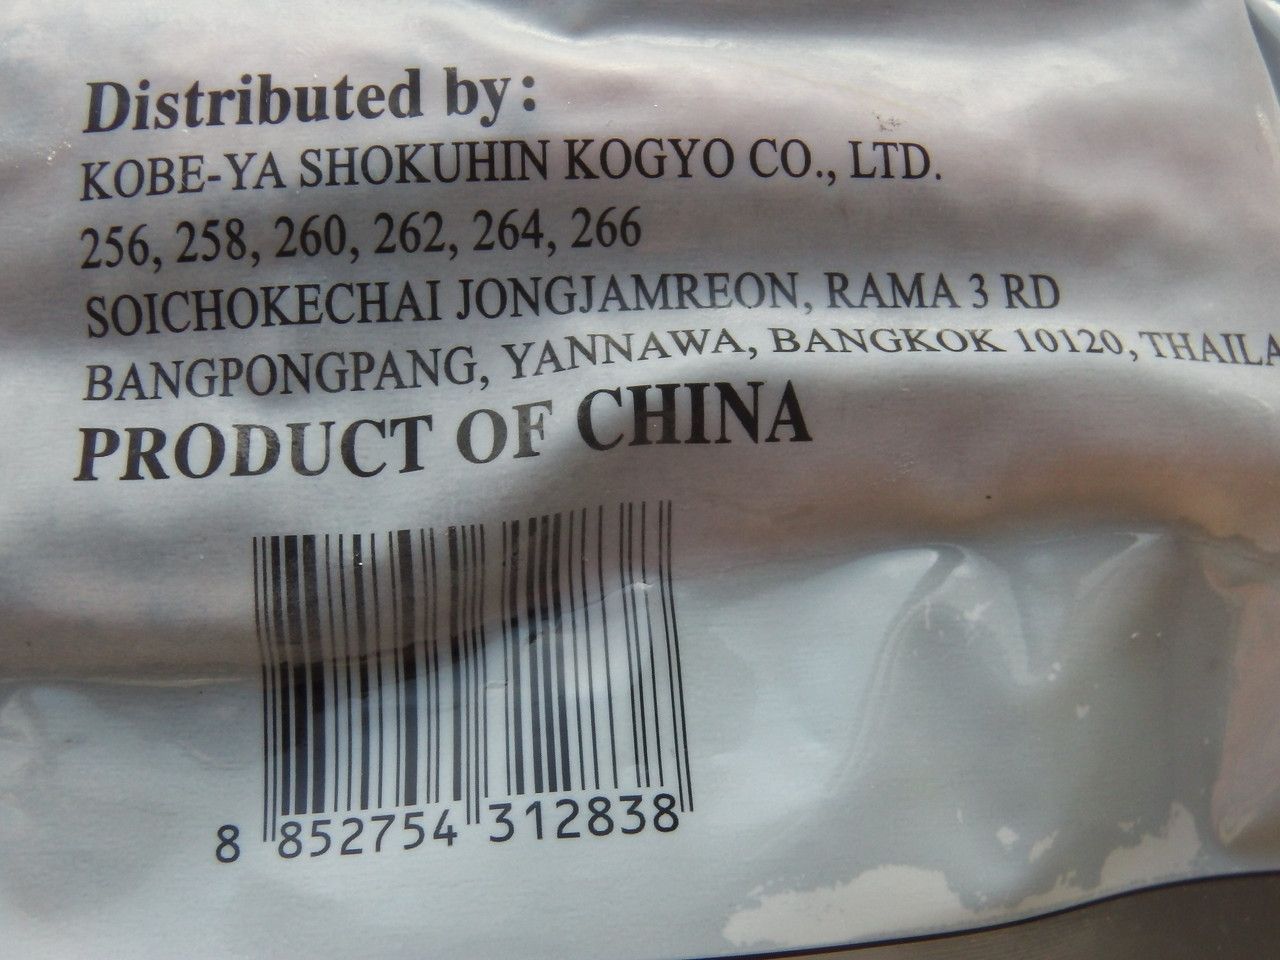 Distributed by:
KOBE-YA SHOKUHIN KOGYO CO., LTD.
256, 258, 260, 262, 264, 266
SOICHOKECHAI JONGJAMREON, RAMA 3 RD
BANGPONGPANG, YANNAWA, BANGKOK 10120, THAILA
PRODUCT OF CHINA
8 852754 312838